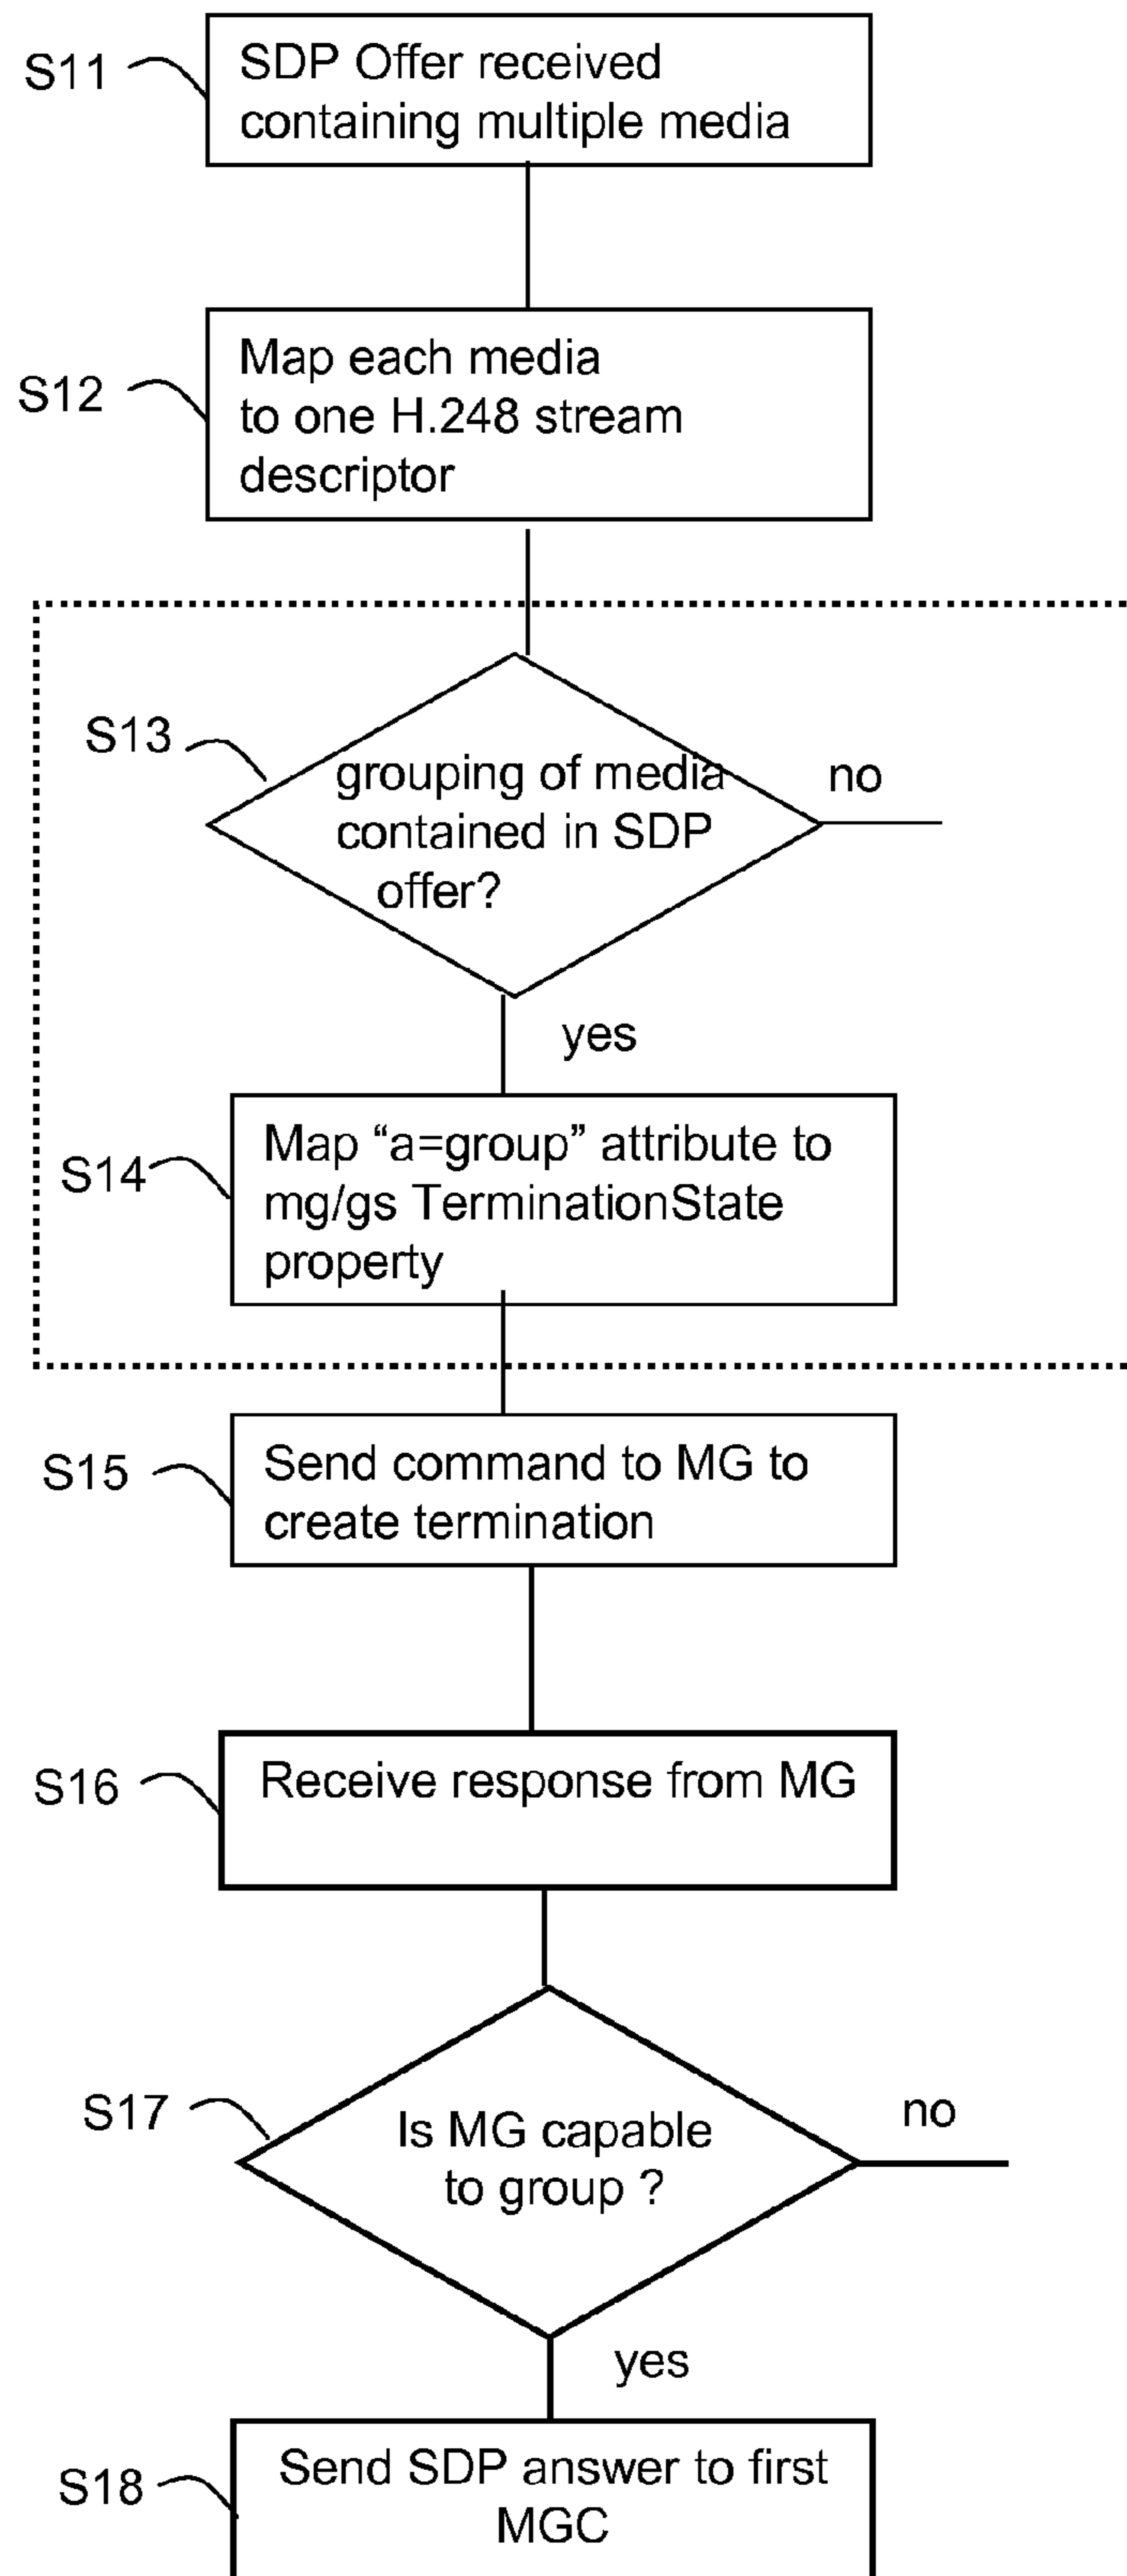 S11
SDP Offer received
containing multiple media
S12
Map each media
to one H.248 stream
descriptor
S13
grouping of media
contained in SDP
offer?
no
yes
S14
Map “a=group” attribute to
mg/gs TerminationState
property
S15
Send command to MG to
create termination
S16
Receive response from MG
S17
Is MG capable
to group ?
no
yes
S18
Send SDP answer to first
MGC